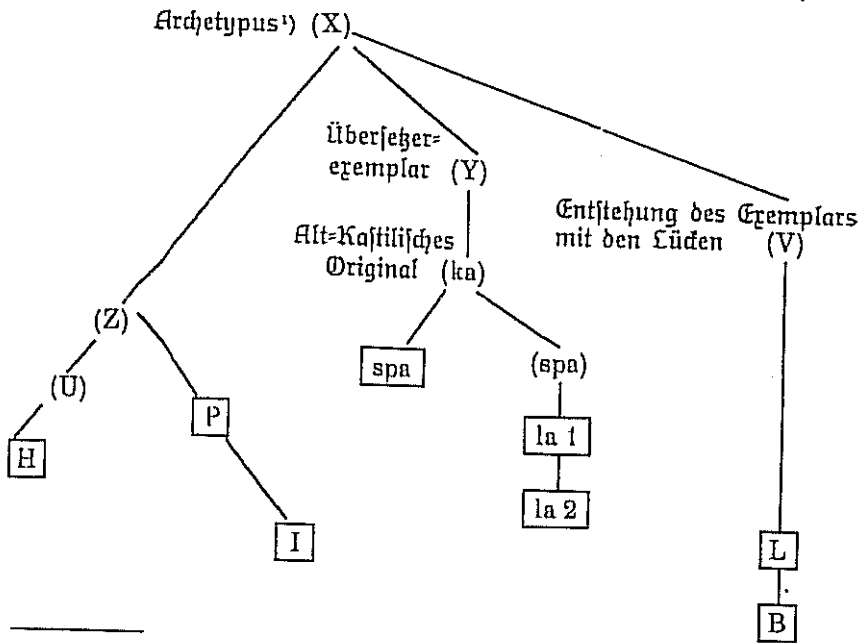 Archetypus¹) (X)
Übersetzer=
exemplar (Y)
Entstehung des Exemplars
mit den Lücken (V)
Alt=Kastilisches
Original (ka)
(Z)
spa
(spa)
(U)
P
la 1
H
la 2
I
L
B